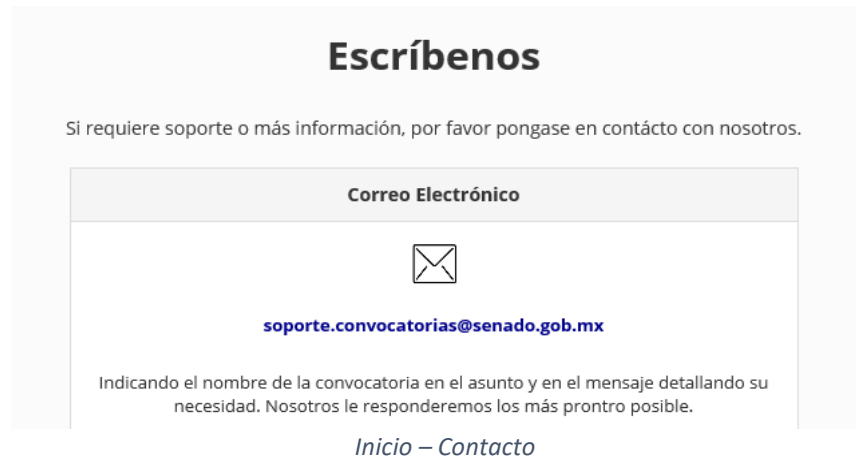 Escríbenos
Si requiere soporte o más información, por favor pongase en contácto con nosotros.
Correo Electrónico
soporte.convocatorias@senado.gob.mx
Indicando el nombre de la convocatoria en el asunto y en el mensaje detallando su
necesidad. Nosotros le responderemos los más prontro posible.
Inicio – Contacto